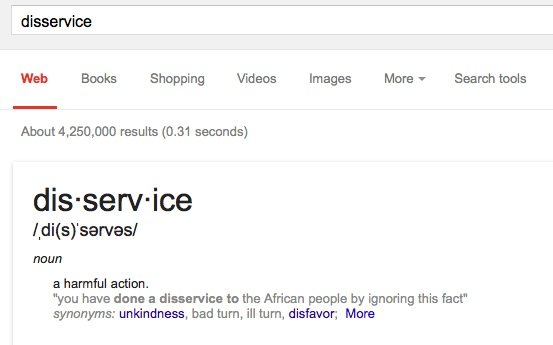 disservice
Web Books Shopping Videos Images More Search tools
About 4,250,000 results (0.31 seconds)
dis·serv·ice
/ˌdi(s)ˈsərvəs/
noun
a harmful action.
"you have done a disservice to the African people by ignoring this fact"
synonyms: unkindness, bad turn, ill turn, disfavor; More